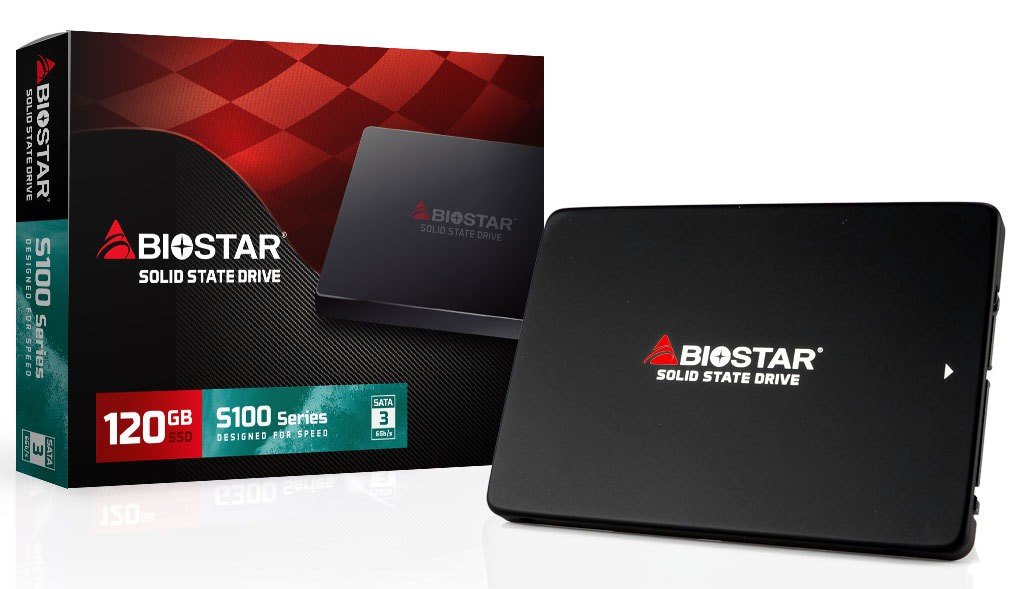 BIOSTAR
SOLID STATE DRIVE
S100 Series
DESIGNED FOR SPEED
SATA
3
6Gb/s
BIOSTAR®
SOLID STATE DRIVE
BIOSTAR
SOLID STATE DRIVE
120GB
SSD
S100 Series
DESIGNED FOR SPEED
SATA
3
6Gb/s
BIOSTAR®
SOLID STATE DRIVE